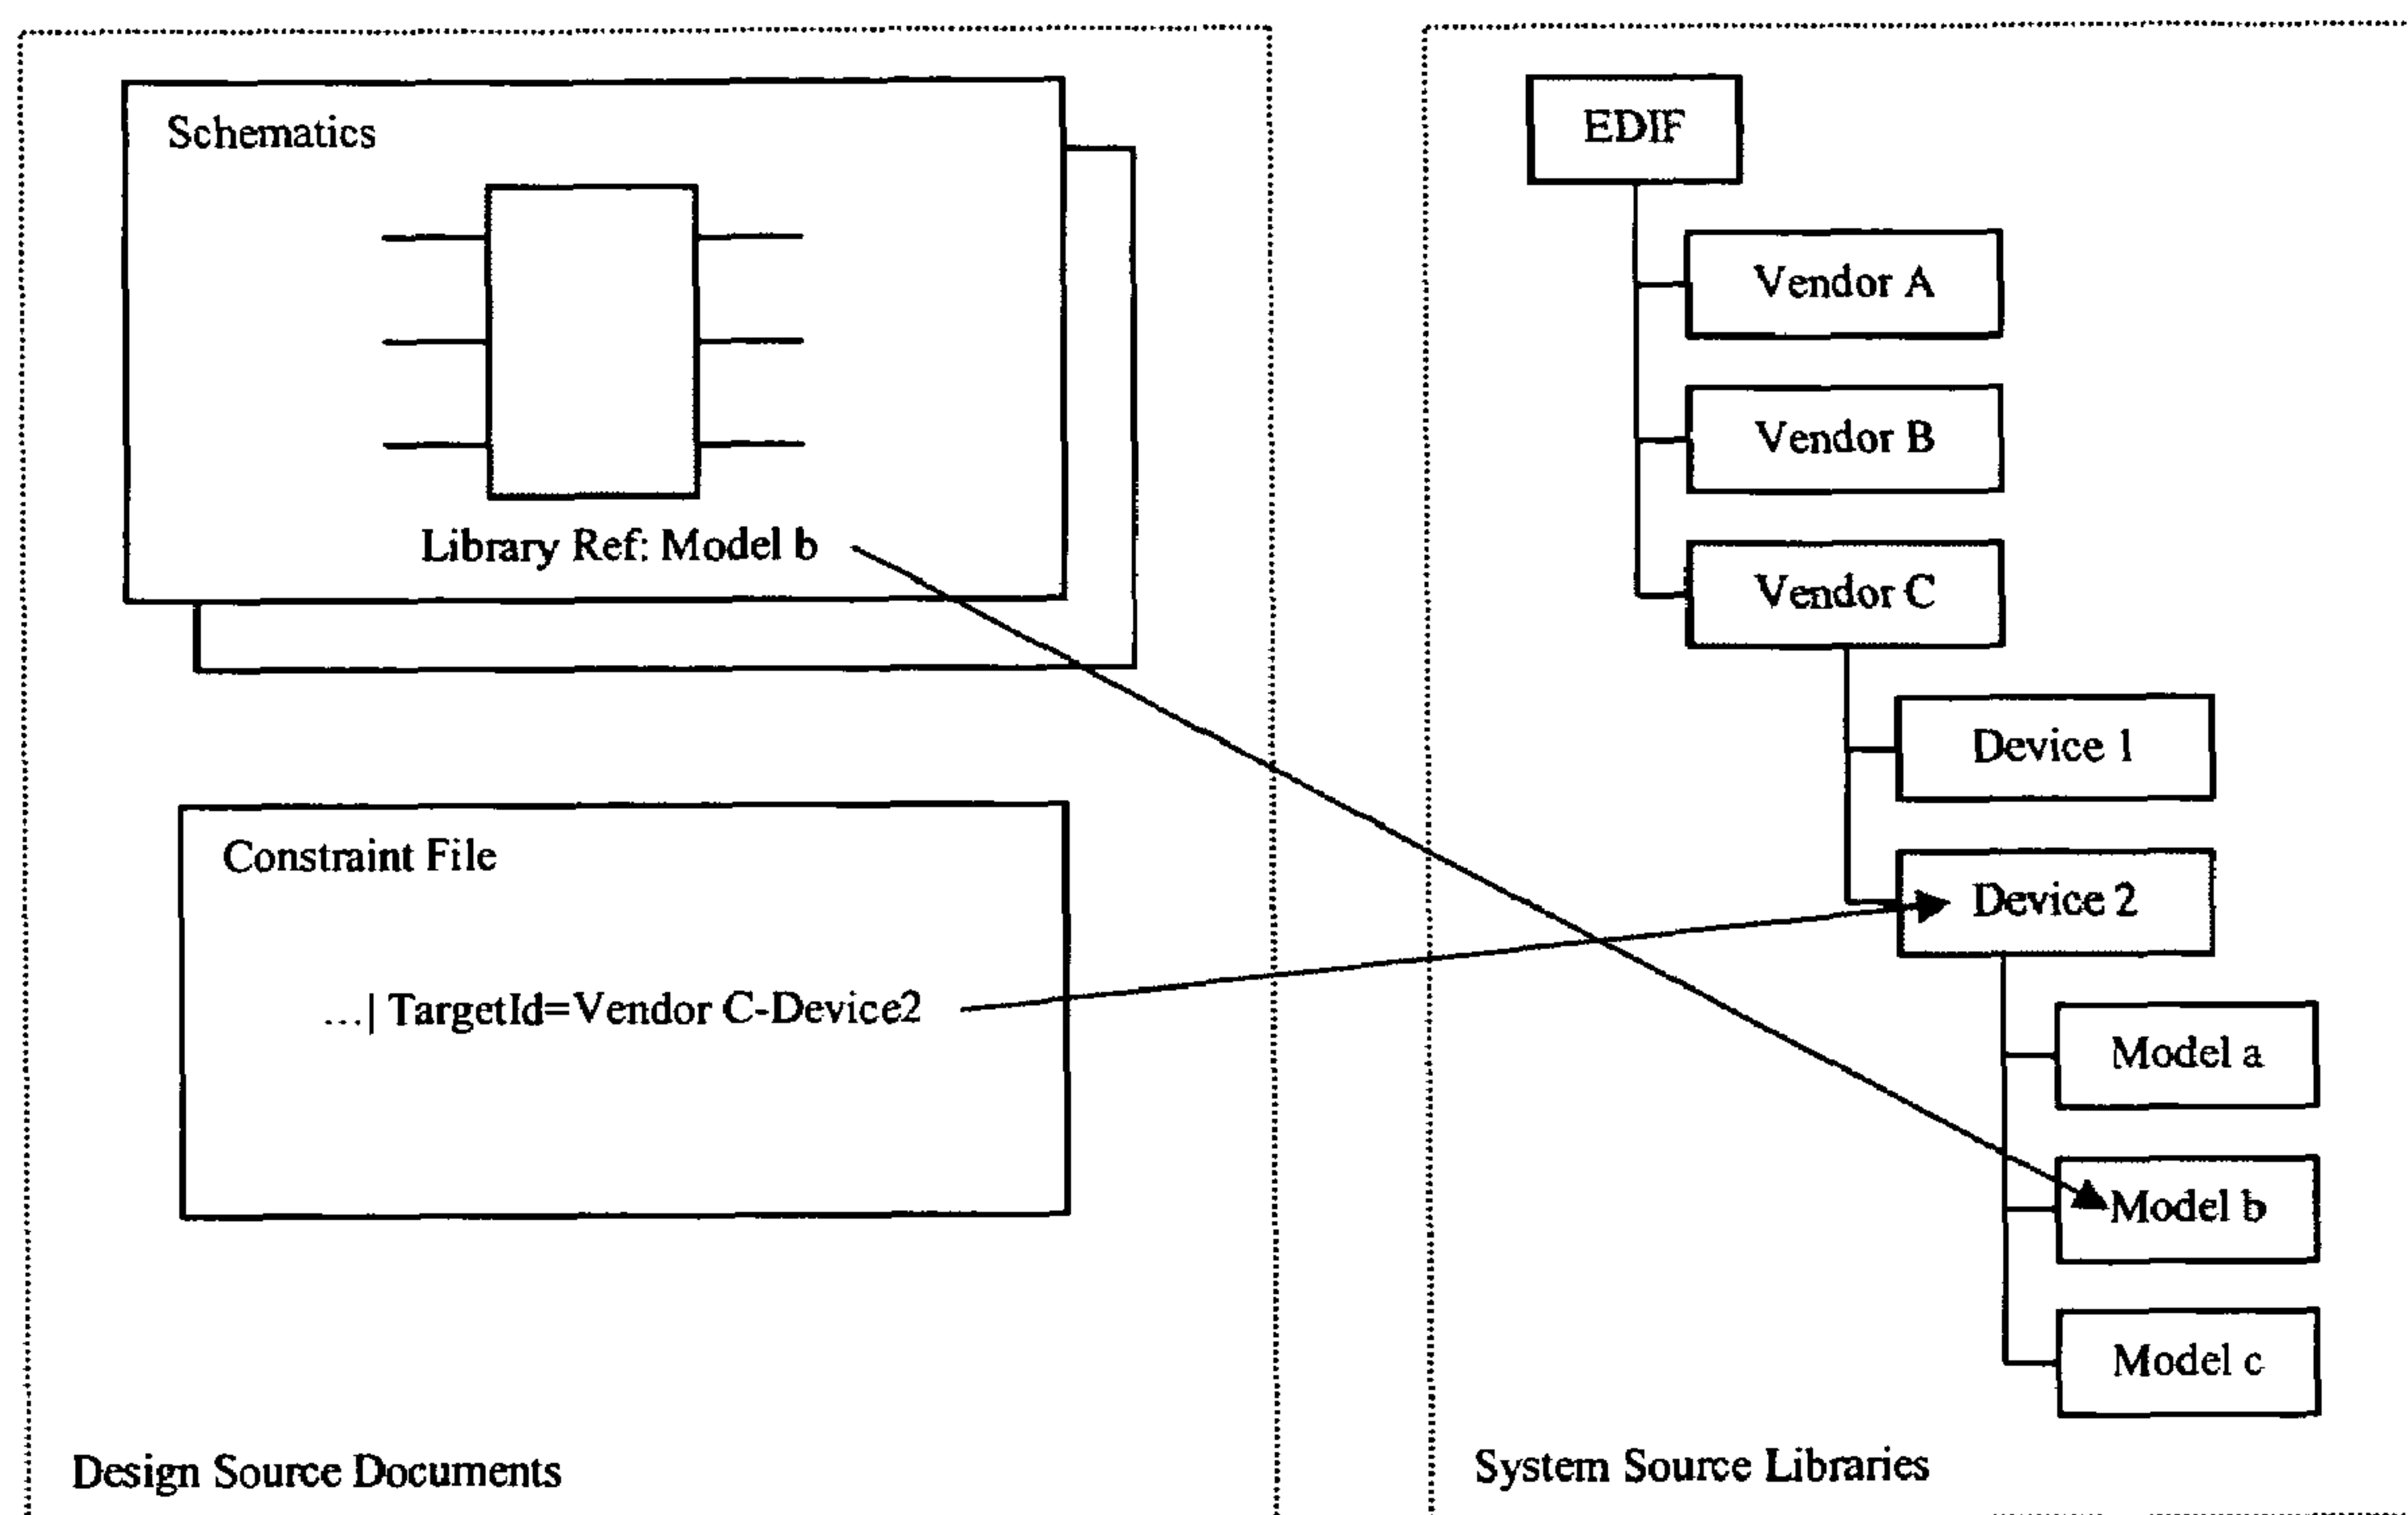 Schematics
Library Ref: Model b
Constraint File
...| TargetId=Vendor C-Device2
Design Source Documents
EDIF
Vendor A
Vendor B
Vendor C
Device 1
Device 2
Model a
Model b
Model c
System Source Libraries